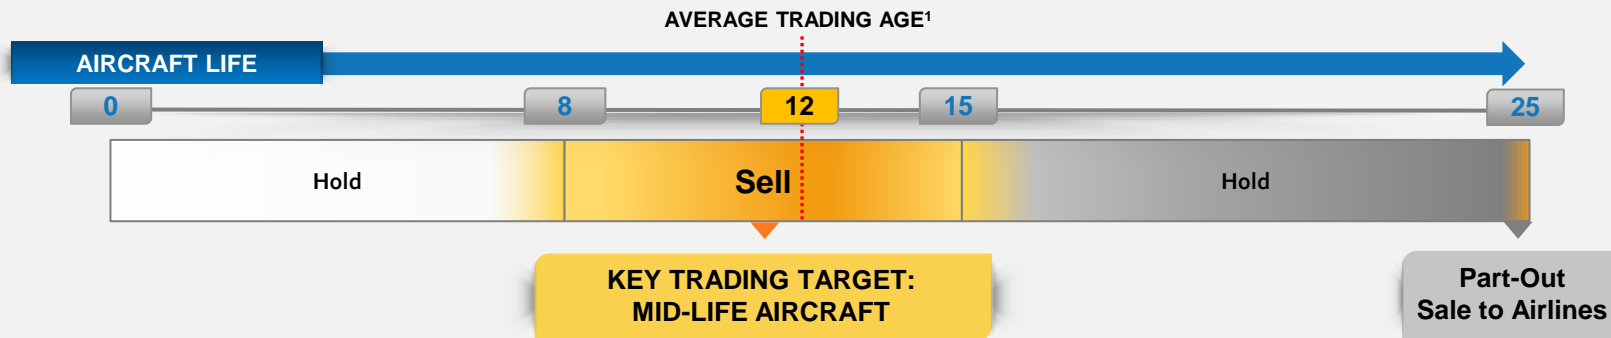 AVERAGE TRADING AGE¹
AIRCRAFT LIFE
0 8 12 15 25
Hold Sell Hold
KEY TRADING TARGET:
MID-LIFE AIRCRAFT
Part-Out
Sale to Airlines